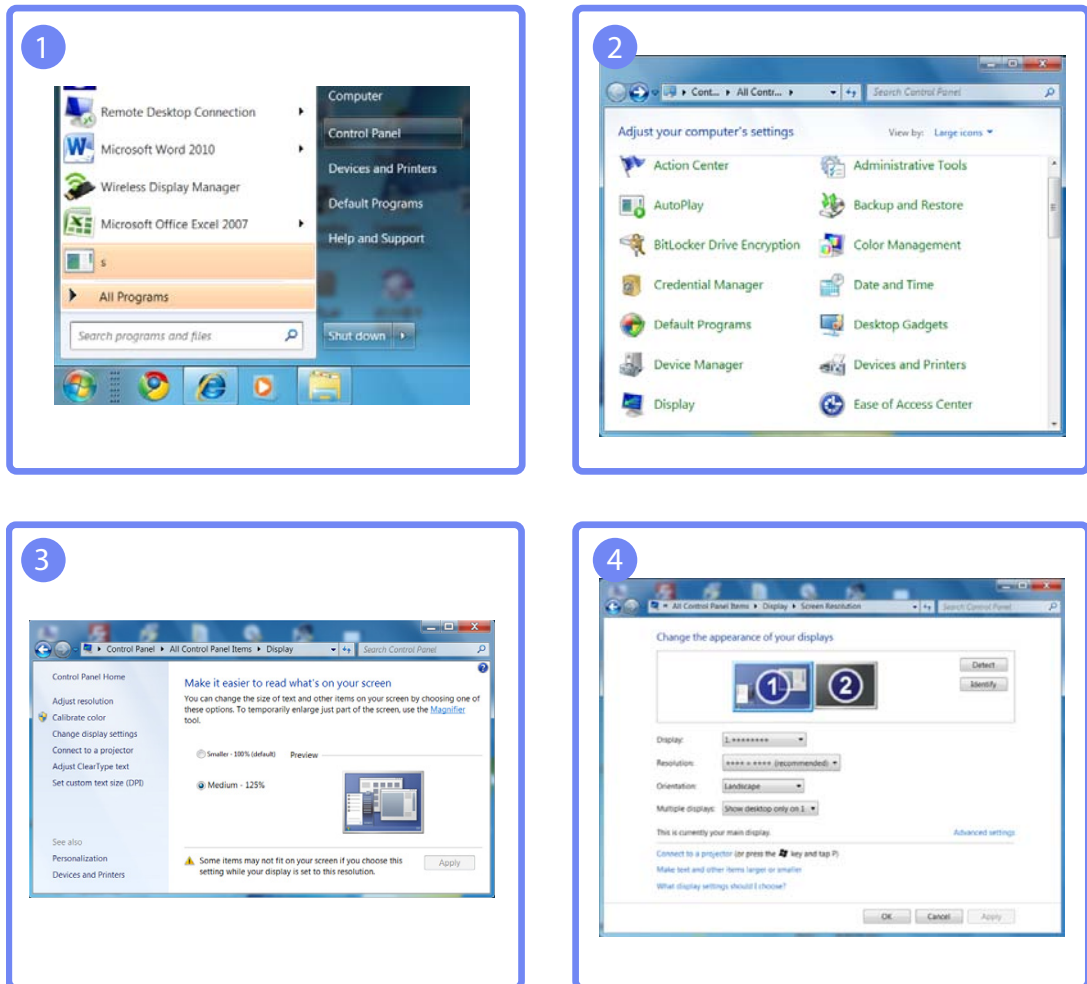 1
Remote Desktop Connection
Microsoft Word 2010
Wireless Display Manager
Microsoft Office Excel 2007
s
All Programs
Search programs and files
Computer
Control Panel
Devices and Printers
Default Programs
Help and Support
Shut down
2
Cont... All Contr...
Search Control Panel
Adjust your computer's settings
View by: Large icons
Action Center
Administrative Tools
AutoPlay
Backup and Restore
BitLocker Drive Encryption
Color Management
Credential Manager
Date and Time
Default Programs
Desktop Gadgets
Device Manager
Devices and Printers
Display
Ease of Access Center
3
Control Panel All Control Panel Items Display
Search Control Panel
Control Panel Home
Adjust resolution
Calibrate color
Change display settings
Connect to a projector
Adjust ClearType text
Set custom text size (DPI)
See also
Personalization
Devices and Printers
Make it easier to read what's on your screen
You can change the size of text and other items on your screen by choosing one of
these options. To temporarily enlarge just part of the screen, use the Magnifier
tool.
Smaller - 100% (default)
Preview
Medium - 125%
Some items may not fit on your screen if you choose this
setting while your display is set to this resolution.
Apply
4
« All Control Panel Items Display Screen Resolution
Search Control Panel
Change the appearance of your displays
1
2
Detect
Identify
Display: 1.********
Resolution: **** × **** (recommended)
Orientation: Landscape
Multiple displays: Show desktop only on 1
This is currently your main display.
Advanced settings
Connect to a projector (or press the key and tap P)
Make text and other items larger or smaller
What display settings should I choose?
OK
Cancel
Apply